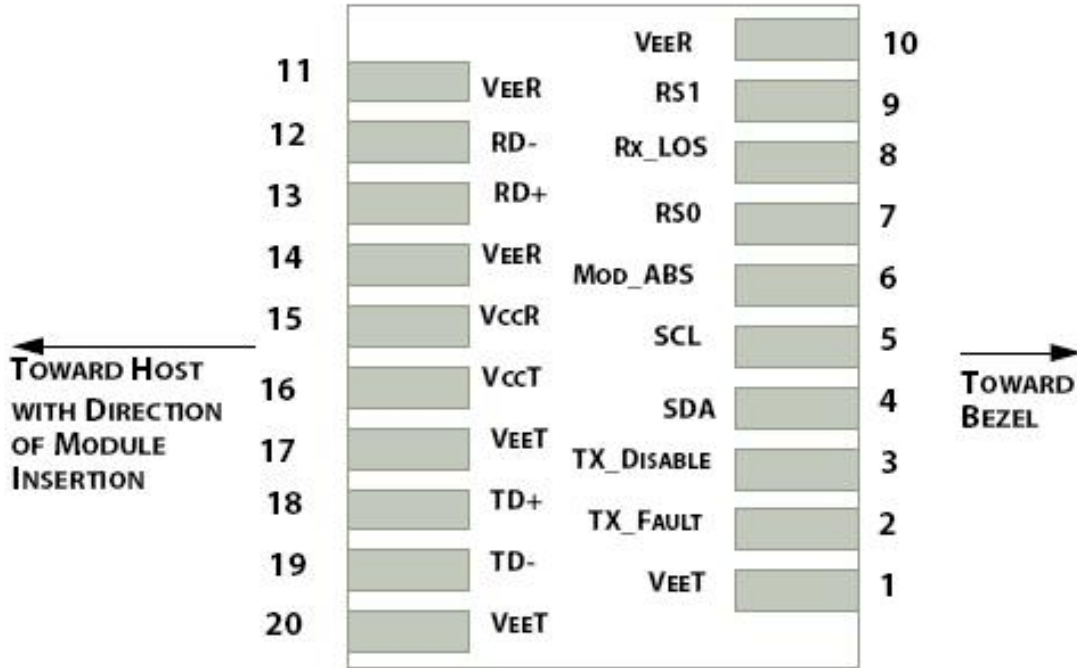 VEER 10
11 VEER
RS1 9
12 RD-
RX_LOS 8
13 RD+
RS0 7
14 VEER
MOD_ABS 6
15 VCCR
SCL 5
TOWARD HOST
WITH DIRECTION
OF MODULE
INSERTION
TOWARD
BEZEL
16 VCCT
SDA 4
17 VEET
TX_DISABLE 3
18 TD+
TX_FAULT 2
19 TD-
VEET 1
20 VEET